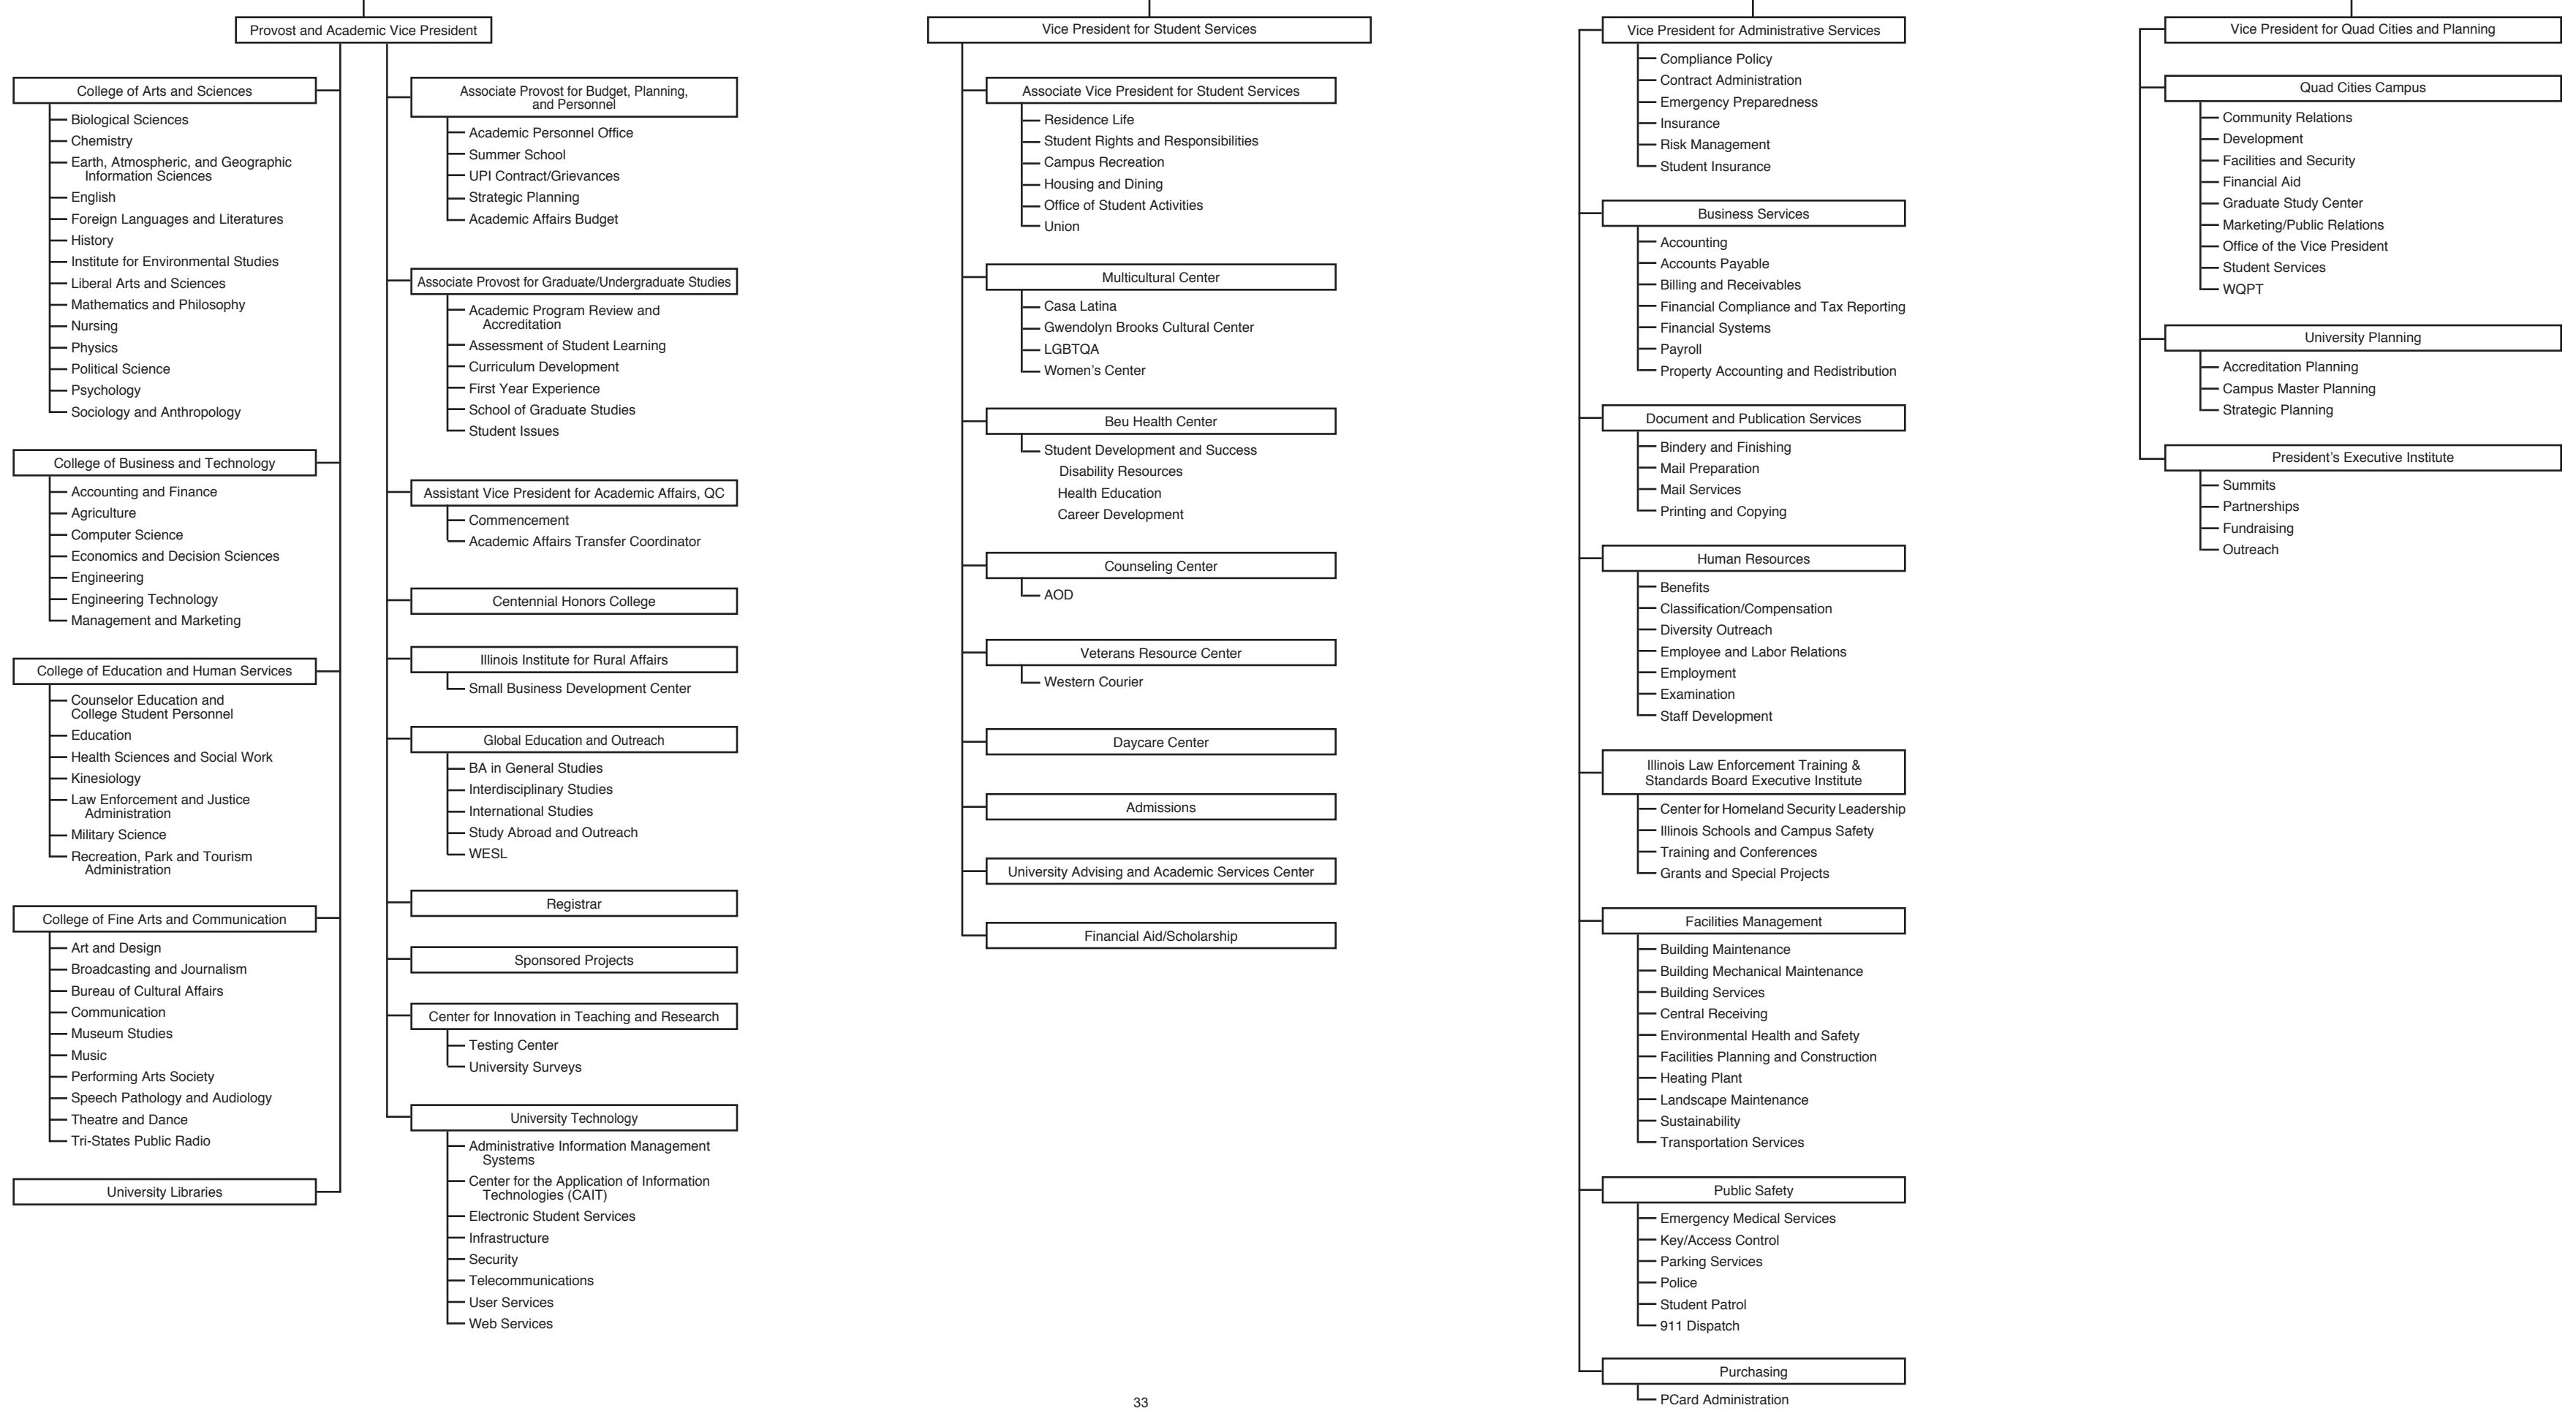 Provost and Academic Vice President
College of Arts and Sciences
Biological Sciences
Chemistry
Earth, Atmospheric, and Geographic
Information Sciences
English
Foreign Languages and Literatures
History
Institute for Environmental Studies
Liberal Arts and Sciences
Mathematics and Philosophy
Nursing
Physics
Political Science
Psychology
Sociology and Anthropology
College of Business and Technology
Accounting and Finance
Agriculture
Computer Science
Economics and Decision Sciences
Engineering
Engineering Technology
Management and Marketing
College of Education and Human Services
Counselor Education and
College Student Personnel
Education
Health Sciences and Social Work
Kinesiology
Law Enforcement and Justice
Administration
Military Science
Recreation, Park and Tourism
Administration
College of Fine Arts and Communication
Art and Design
Broadcasting and Journalism
Bureau of Cultural Affairs
Communication
Museum Studies
Music
Performing Arts Society
Speech Pathology and Audiology
Theatre and Dance
Tri-States Public Radio
University Libraries
Associate Provost for Budget, Planning,
and Personnel
Academic Personnel Office
Summer School
UPI Contract/Grievances
Strategic Planning
Academic Affairs Budget
Associate Provost for Graduate/Undergraduate Studies
Academic Program Review and
Accreditation
Assessment of Student Learning
Curriculum Development
First Year Experience
School of Graduate Studies
Student Issues
Assistant Vice President for Academic Affairs, QC
Commencement
Academic Affairs Transfer Coordinator
Centennial Honors College
Illinois Institute for Rural Affairs
Small Business Development Center
Global Education and Outreach
BA in General Studies
Interdisciplinary Studies
International Studies
Study Abroad and Outreach
WESL
Registrar
Sponsored Projects
Center for Innovation in Teaching and Research
Testing Center
University Surveys
University Technology
Administrative Information Management
Systems
Center for the Application of Information
Technologies (CAIT)
Electronic Student Services
Infrastructure
Security
Telecommunications
User Services
Web Services
Vice President for Student Services
Associate Vice President for Student Services
Residence Life
Student Rights and Responsibilities
Campus Recreation
Housing and Dining
Office of Student Activities
Union
Multicultural Center
Casa Latina
Gwendolyn Brooks Cultural Center
LGBTQA
Women's Center
Beu Health Center
Student Development and Success
Disability Resources
Health Education
Career Development
Counseling Center
AOD
Veterans Resource Center
Western Courier
Daycare Center
Admissions
University Advising and Academic Services Center
Financial Aid/Scholarship
Vice President for Administrative Services
Compliance Policy
Contract Administration
Emergency Preparedness
Insurance
Risk Management
Student Insurance
Business Services
Accounting
Accounts Payable
Billing and Receivables
Financial Compliance and Tax Reporting
Financial Systems
Payroll
Property Accounting and Redistribution
Document and Publication Services
Bindery and Finishing
Mail Preparation
Mail Services
Printing and Copying
Human Resources
Benefits
Classification/Compensation
Diversity Outreach
Employee and Labor Relations
Employment
Examination
Staff Development
Illinois Law Enforcement Training &
Standards Board Executive Institute
Center for Homeland Security Leadership
Illinois Schools and Campus Safety
Training and Conferences
Grants and Special Projects
Facilities Management
Building Maintenance
Building Mechanical Maintenance
Building Services
Central Receiving
Environmental Health and Safety
Facilities Planning and Construction
Heating Plant
Landscape Maintenance
Sustainability
Transportation Services
Public Safety
Emergency Medical Services
Key/Access Control
Parking Services
Police
Student Patrol
911 Dispatch
Purchasing
PCard Administration
Vice President for Quad Cities and Planning
Quad Cities Campus
Community Relations
Development
Facilities and Security
Financial Aid
Graduate Study Center
Marketing/Public Relations
Office of the Vice President
Student Services
WQPT
University Planning
Accreditation Planning
Campus Master Planning
Strategic Planning
President's Executive Institute
Summits
Partnerships
Fundraising
Outreach
33